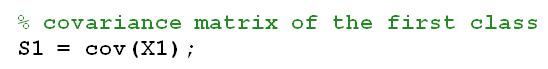 % covariance matrix of the first class
S1 = cov(X1);